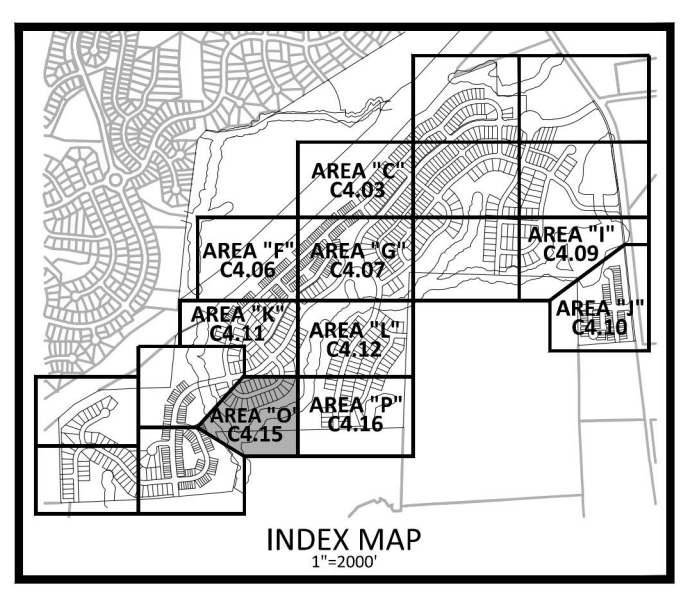 AREA "C"
C4.03
AREA "F"
C4.06
AREA "G"
C4.07
AREA "I"
C4.09
AREA "J"
C4.10
AREA "K"
C4.11
AREA "L"
C4.12
AREA "O"
C4.15
AREA "P"
C4.16
INDEX MAP
1"=2000'